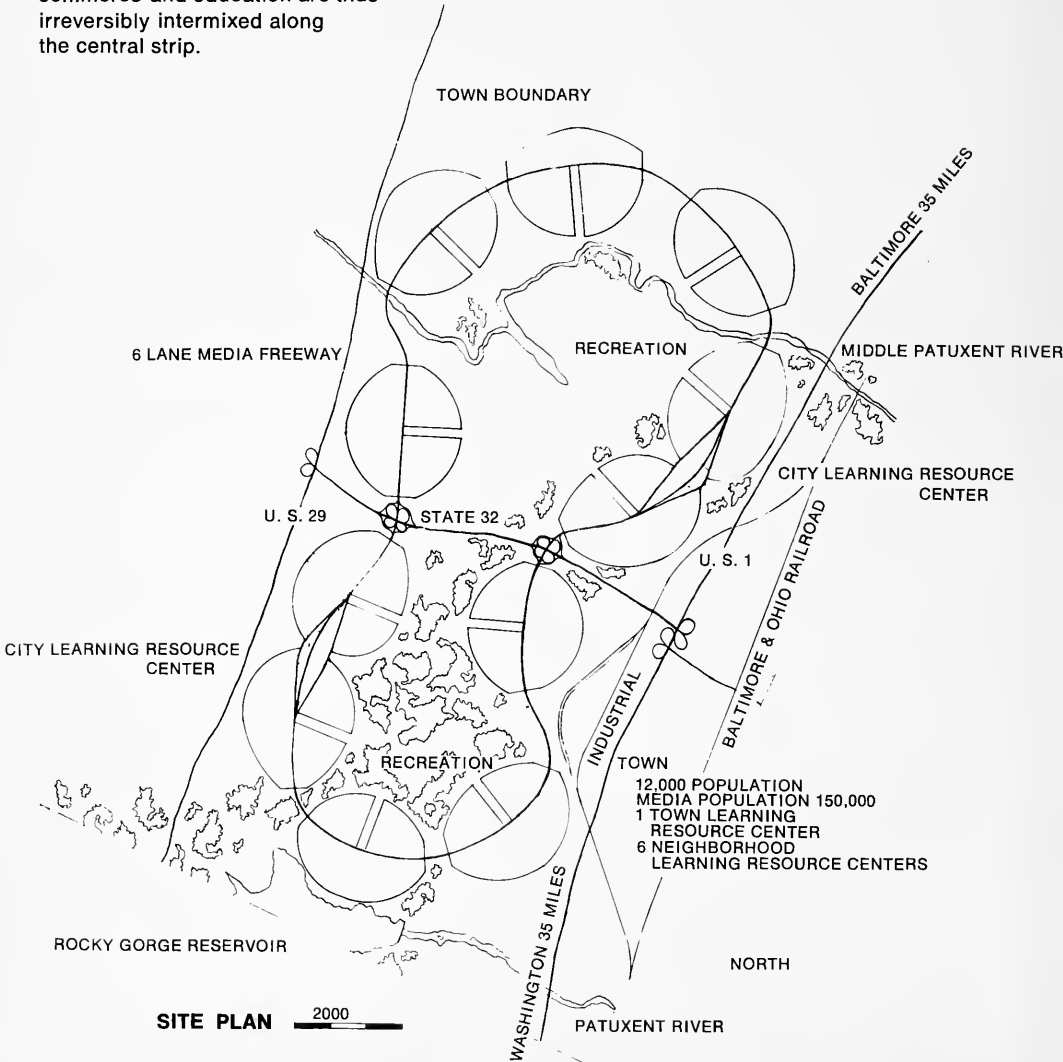 commerce and education are thus
irreversibly intermixed along
the central strip.
TOWN BOUNDARY
BALTIMORE 35 MILES
6 LANE MEDIA FREEWAY
RECREATION
MIDDLE PATUXENT RIVER
CITY LEARNING RESOURCE
CENTER
U. S. 29
STATE 32
U. S. 1
BALTIMORE & OHIO RAILROAD
CITY LEARNING RESOURCE
CENTER
INDUSTRIAL
RECREATION
TOWN
12,000 POPULATION
MEDIA POPULATION 150,000
1 TOWN LEARNING
RESOURCE CENTER
6 NEIGHBORHOOD
LEARNING RESOURCE CENTERS
WASHINGTON 35 MILES
ROCKY GORGE RESERVOIR
NORTH
SITE PLAN
2000
PATUXENT RIVER